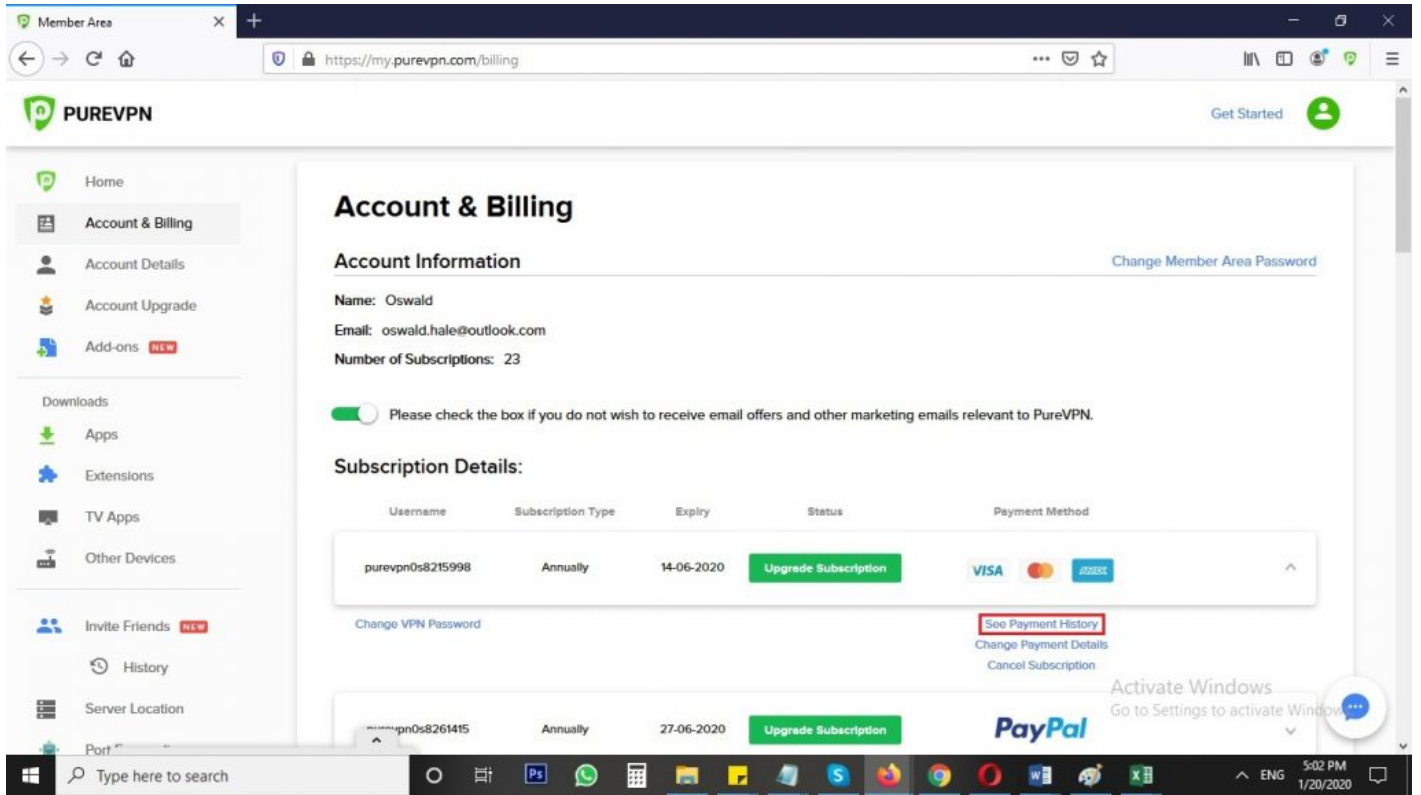 Member Area
https://my.purevpn.com/billing
PUREVPN
Get Started
Home
Account & Billing
Account Details
Account Upgrade
Add-ons NEW
Downloads
Apps
Extensions
TV Apps
Other Devices
Invite Friends NEW
History
Server Location
Port
Account & Billing
Account Information
Change Member Area Password
Name: Oswald
Email: oswald.hale@outlook.com
Number of Subscriptions: 23
Please check the box if you do not wish to receive email offers and other marketing emails relevant to PureVPN.
Subscription Details:
Username Subscription Type Expiry Status Payment Method
purevpn0s8215998 Annually 14-06-2020 Upgrade Subscription VISA AMEX
Change VPN Password
See Payment History
Change Payment Details
Cancel Subscription
purevpn0s8261415 Annually 27-06-2020 Upgrade Subscription PayPal
Activate Windows
Go to Settings to activate Windows
Type here to search
Ps
ENG
5:02 PM
1/20/2020